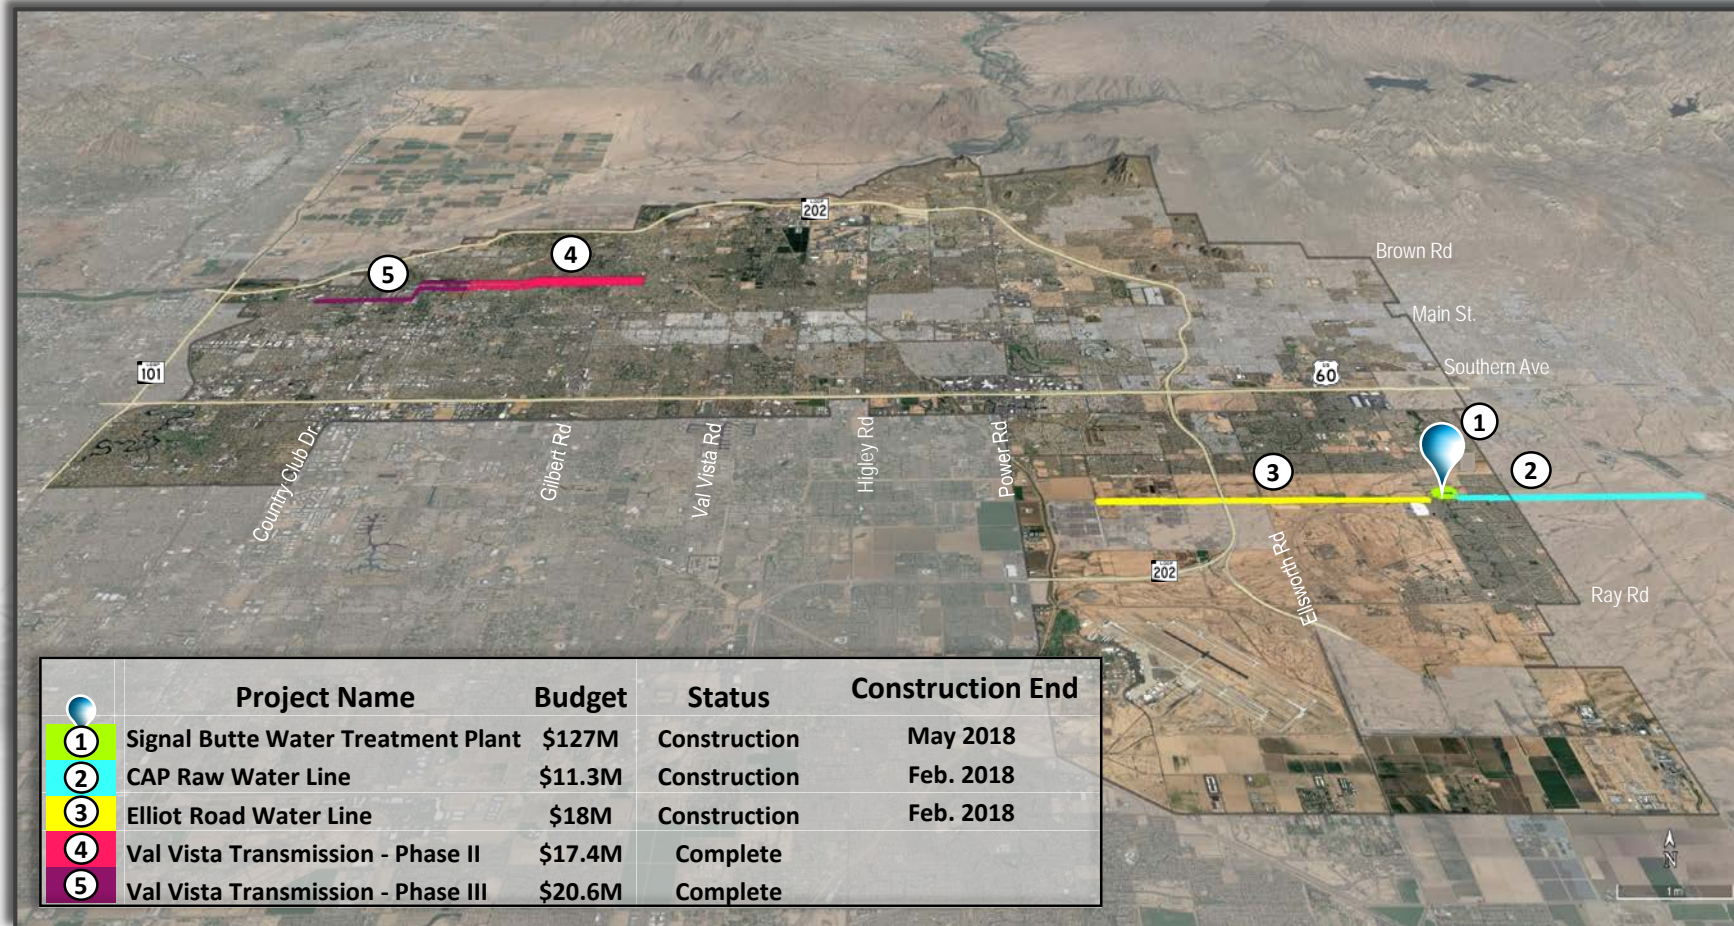 LOOP
202
4
5
Brown Rd
Main St.
101
US
60
Southern Ave
1
Country Club Dr.
Gilbert Rd
Val Vista Rd
Higley Rd
Power Rd
3
2
LOOP
202
Ellsworth Rd
Ray Rd
Project Name Budget Status Construction End
1 Signal Butte Water Treatment Plant $127M Construction May 2018
2 CAP Raw Water Line $11.3M Construction Feb. 2018
3 Elliot Road Water Line $18M Construction Feb. 2018
4 Val Vista Transmission - Phase II $17.4M Complete
5 Val Vista Transmission - Phase III $20.6M Complete
N
1 m